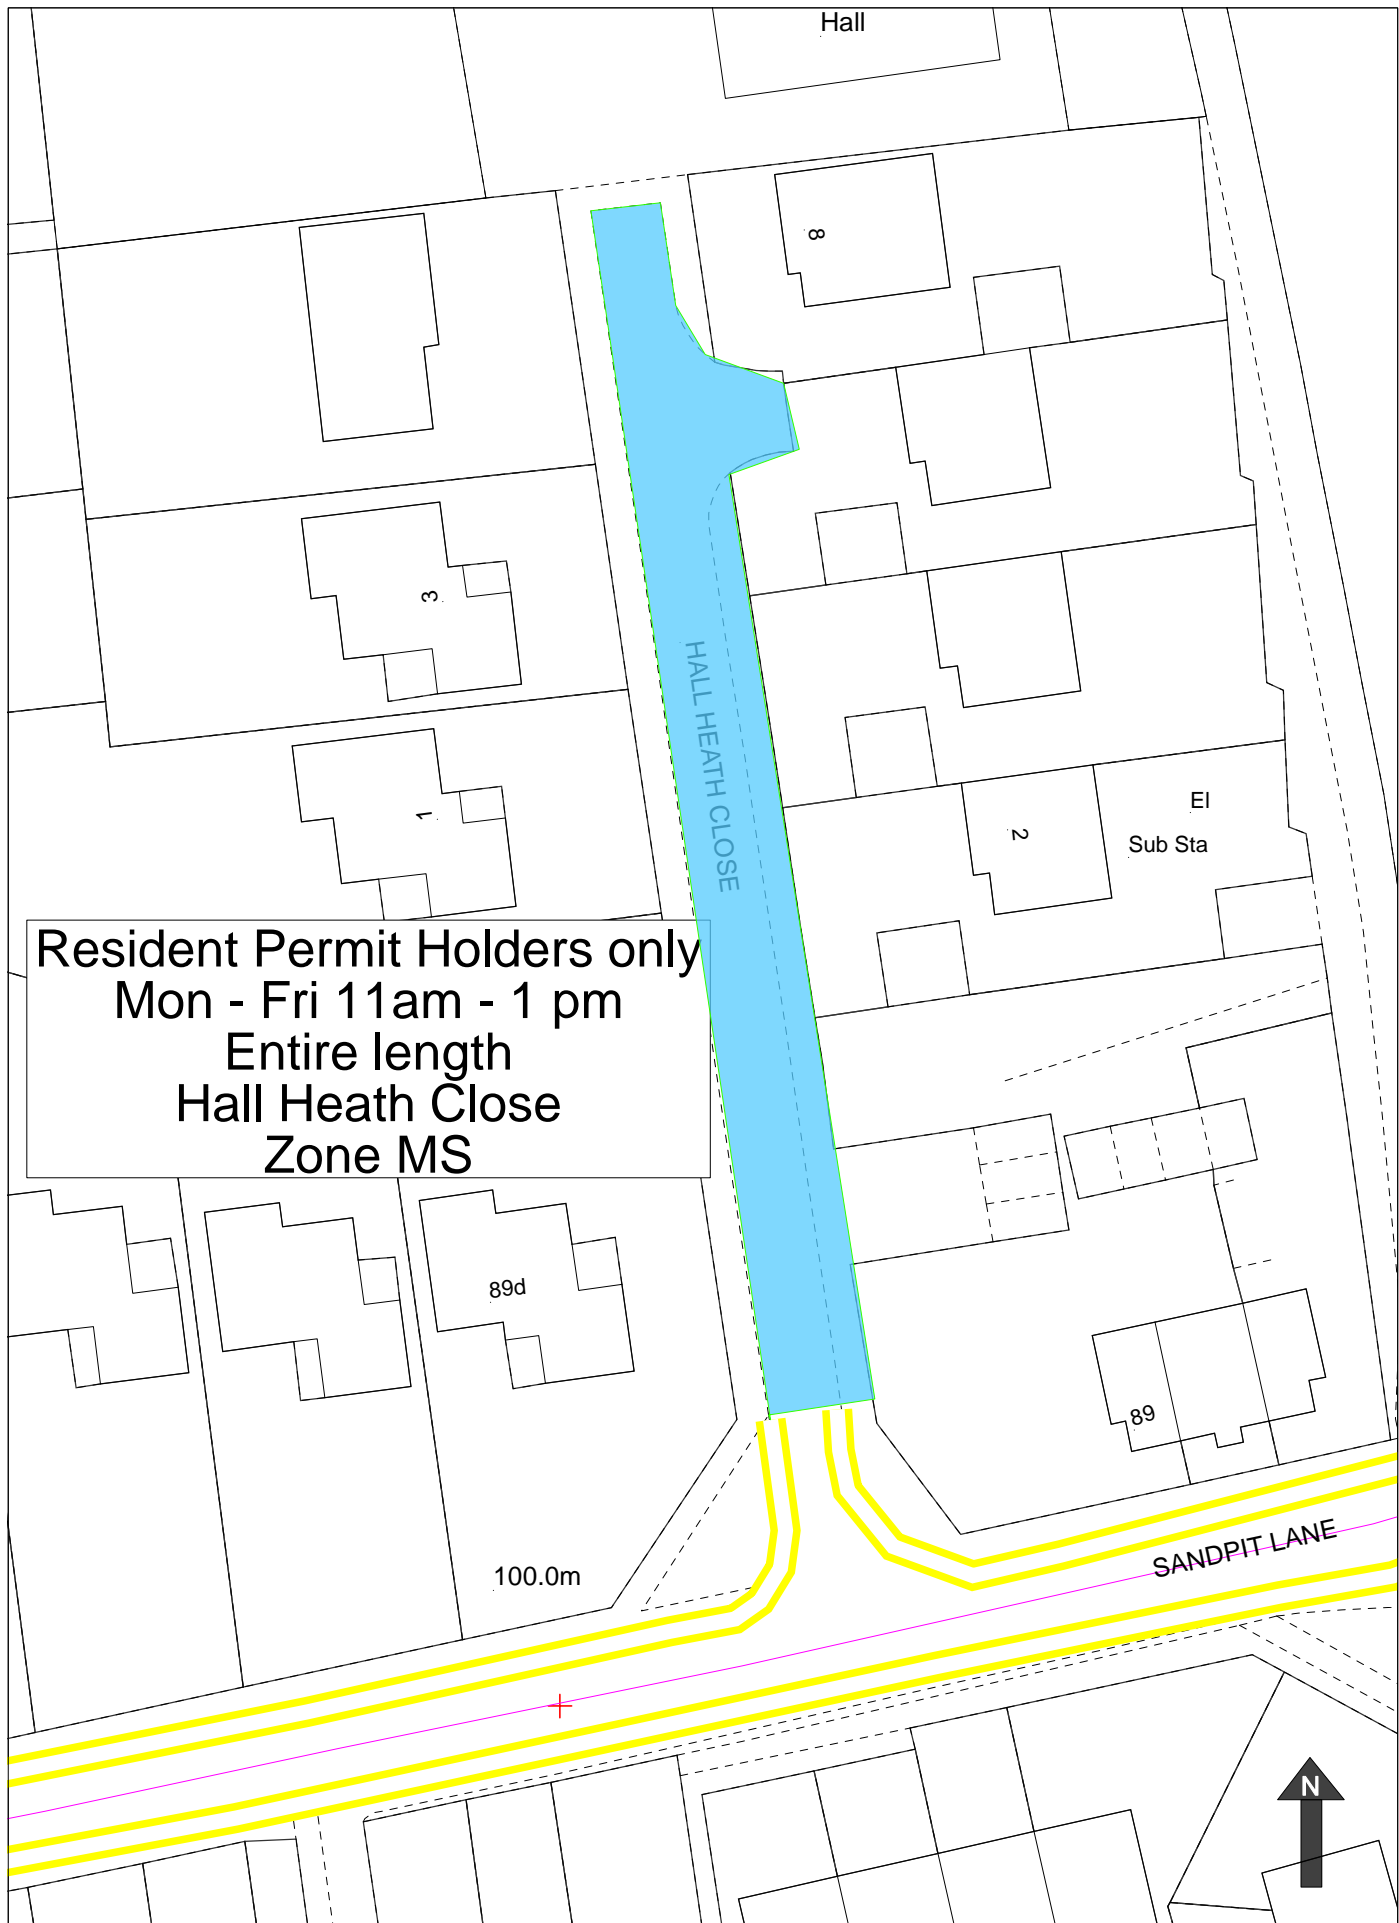 Hall
8
3
HALL HEATH CLOSE
1
El
2
Sub Sta
Resident Permit Holders only
Mon - Fri 11am - 1 pm
Entire length
Hall Heath Close
Zone MS
89d
89
SANDPIT LANE
100.0m
N